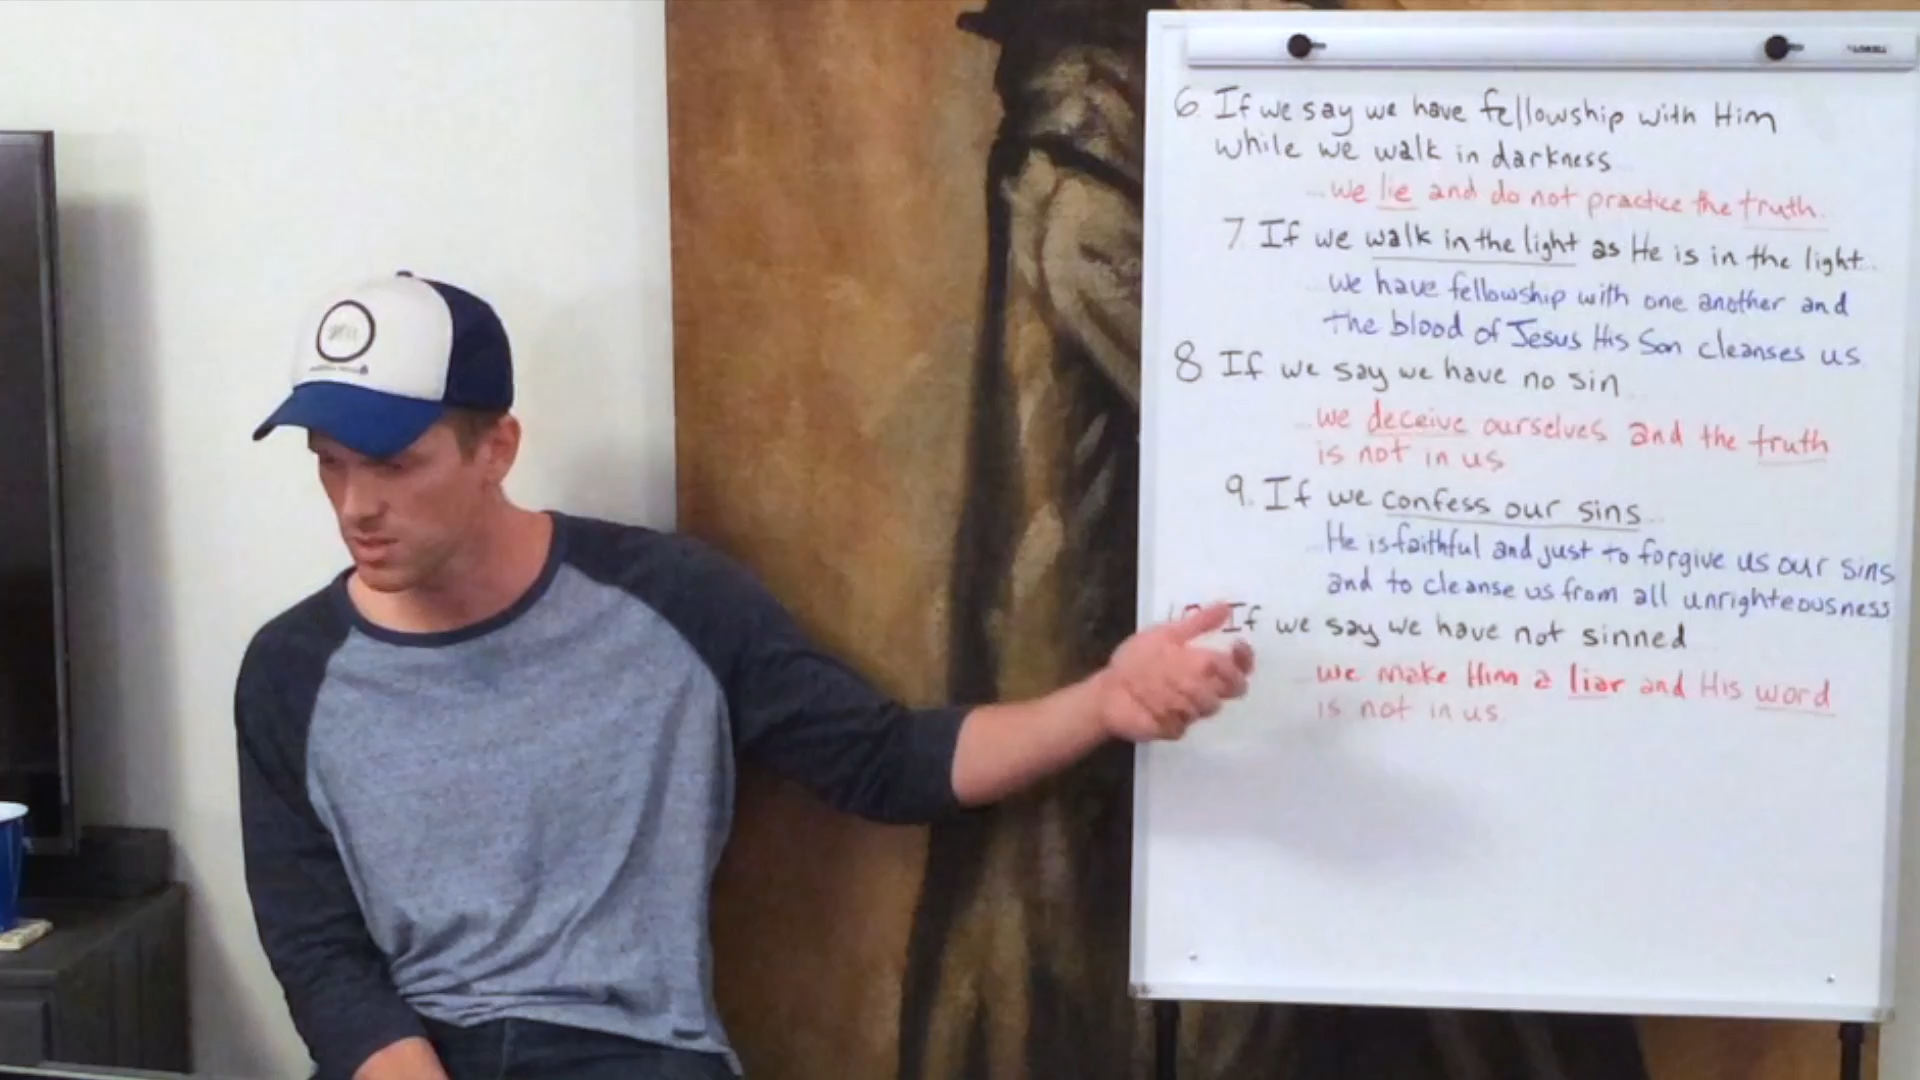 6. If we say we have fellowship with Him
while we walk in darkness
...we lie and do not practice the truth.
7. If we walk in the light as He is in the light...
...we have fellowship with one another and
the blood of Jesus His Son cleanses us
8 If we say we have no sin...
...we deceive ourselves and the truth
is not in us
9. If we confess our sins...
...He is faithful and just to forgive us our sins
and to cleanse us from all unrighteousness
If we say we have not sinned...
...we make Him a liar and His word
is not in us